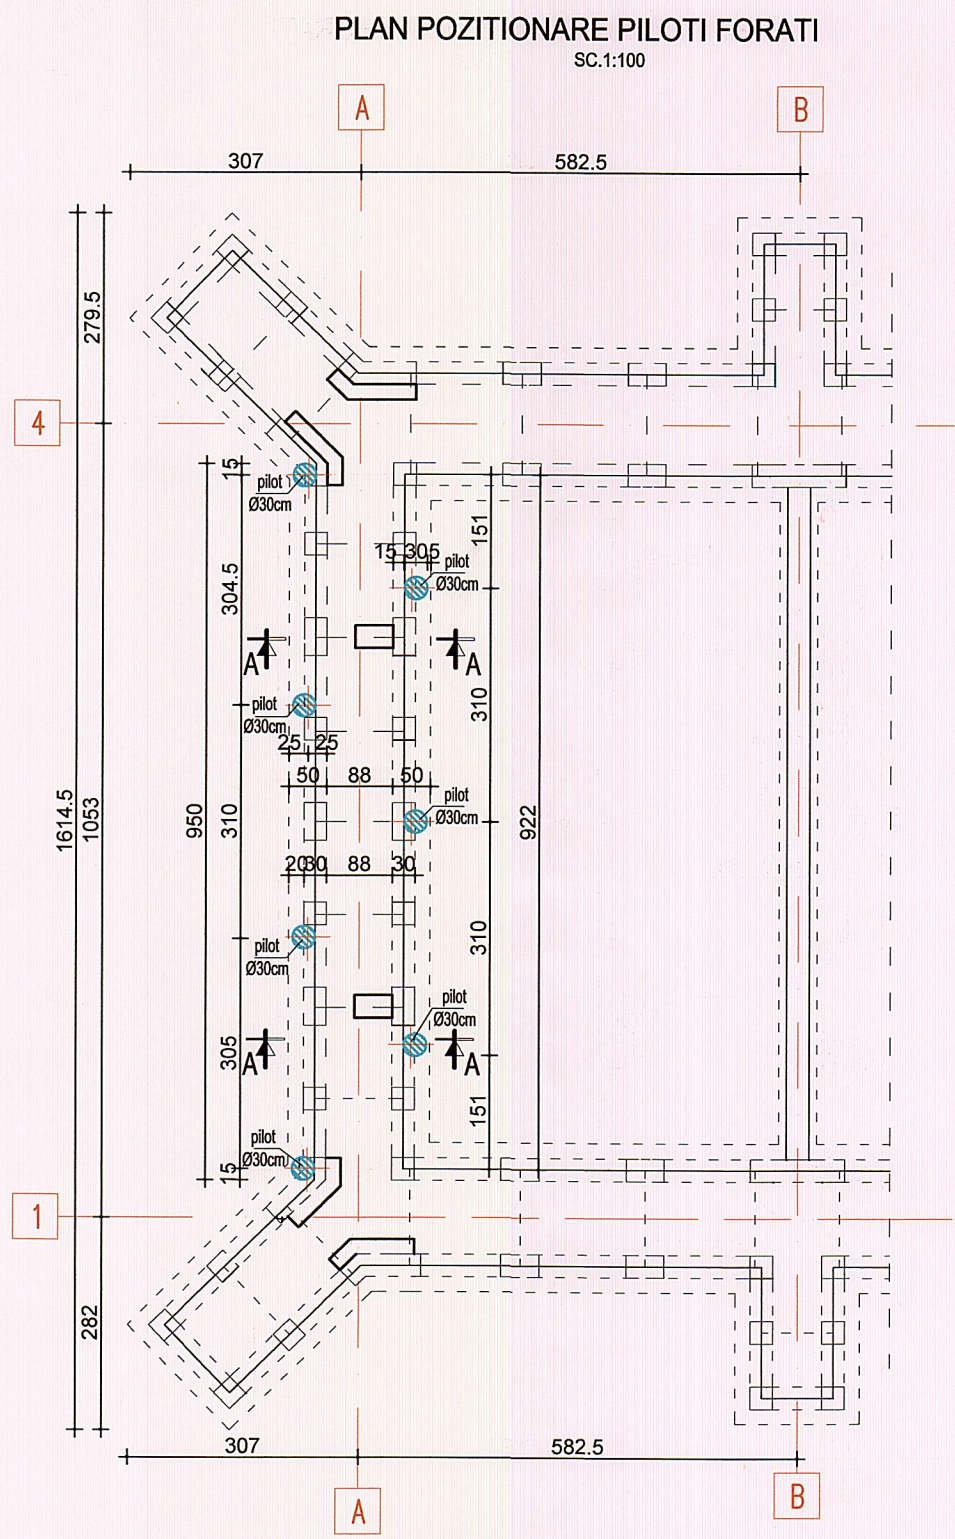 PLAN POZITIONARE PILOTI FORATI
SC.1:100
A
B
307
582.5
279.5
4
15
pilot
Ø30cm
151
15 305
pilot
Ø30cm
304.5
A
A
310
pilot
Ø30cm
25
25
50
88
50
pilot
Ø30cm
1614.5
1053
950
310
922
20
30
88
30
310
pilot
Ø30cm
pilot
Ø30cm
305
A
A
151
pilot
Ø30cm
15
1
282
307
582.5
A
B